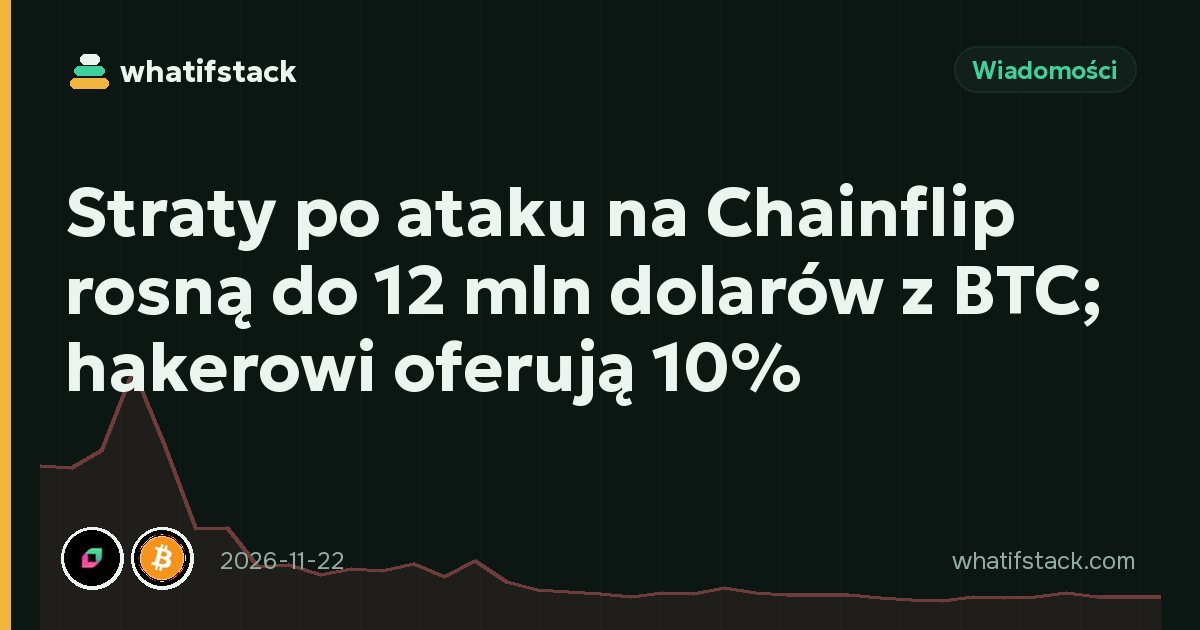 whatifstack
Wiadomości
Straty po ataku na Chainflip
rosną do 12 mln dolarów z BTC;
hakerowi oferują 10%
2026-11-22
whatifstack.com